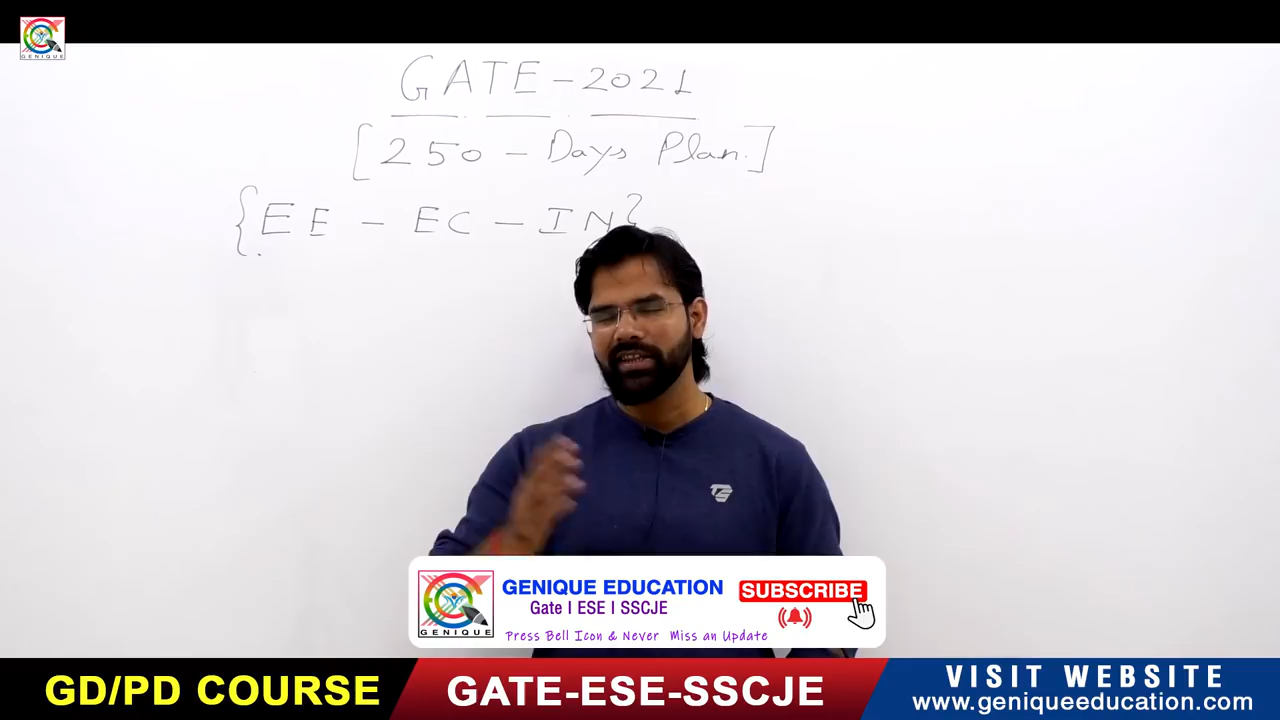 GENIQUE
GATE - 2021
[250 - Days Plan.]
{EE - EC - IN}
GENIQUE
GENIQUE EDUCATION
Gate I ESE I SSCJE
Press Bell Icon & Never Miss an Update
SUBSCRIBE
GD/PD COURSE
GATE-ESE-SSCJE
VISIT WEBSITE
www.geniqueeducation.com